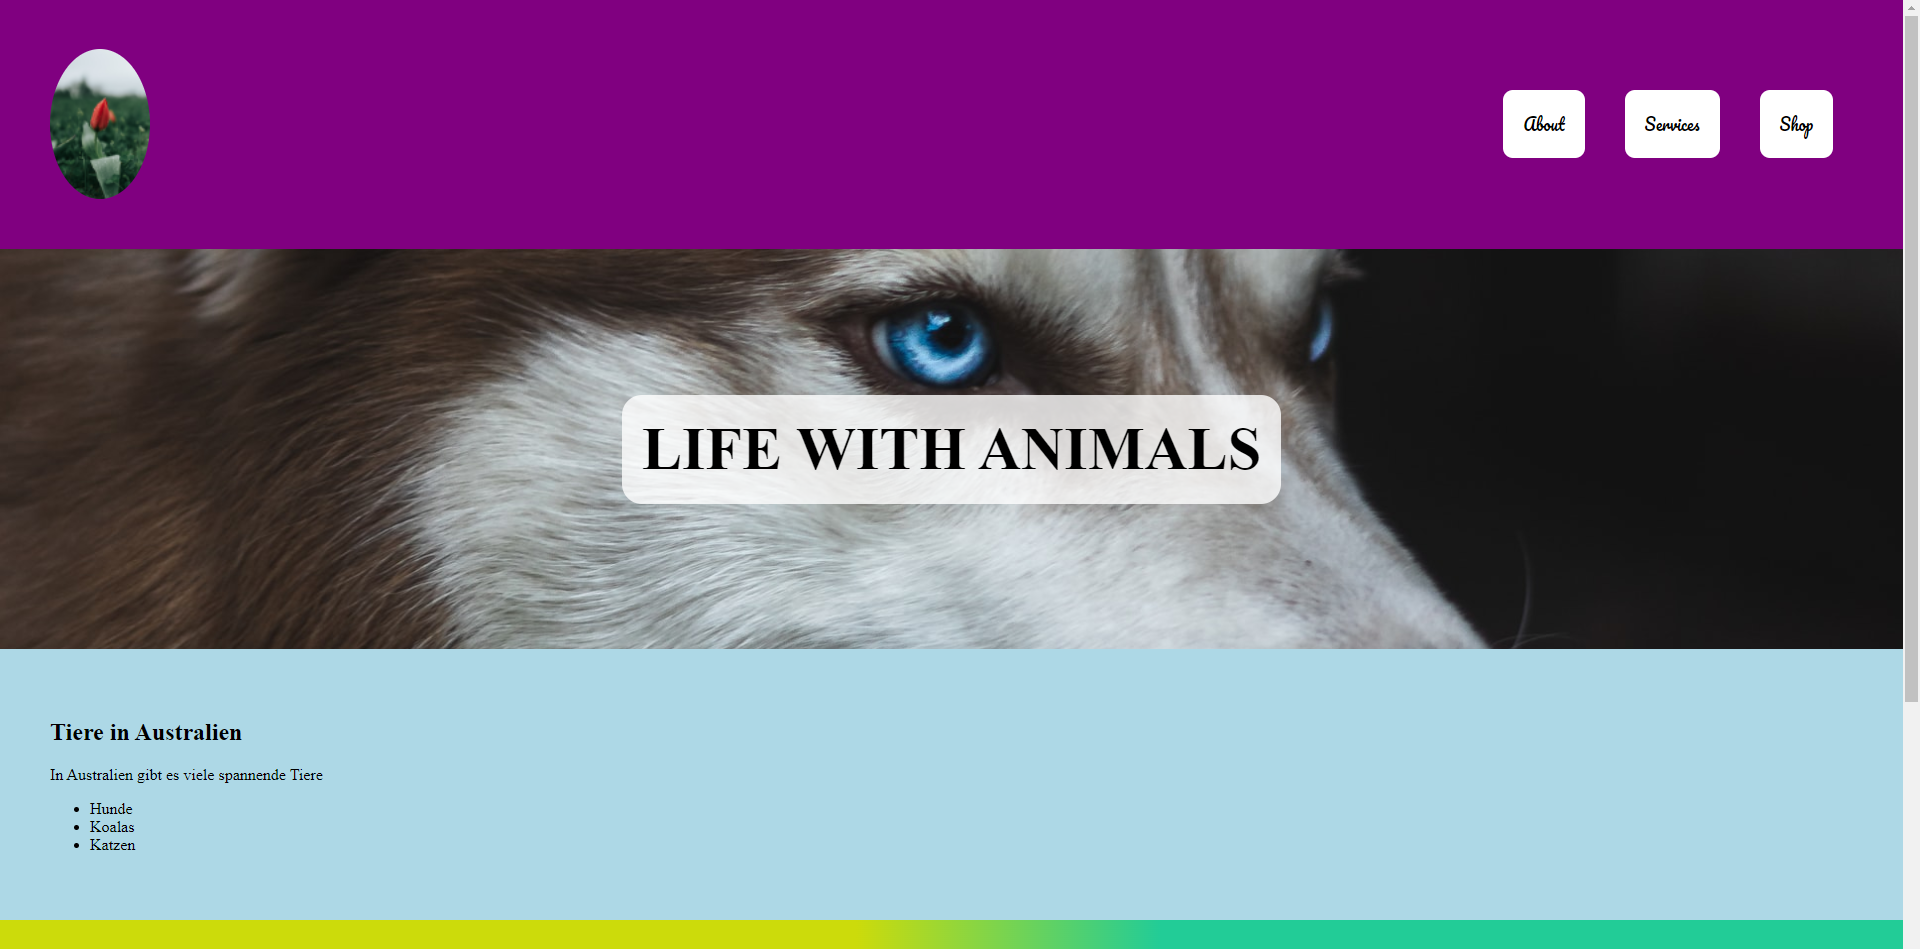 About
Services
Shop
LIFE WITH ANIMALS
Tiere in Australien
In Australien gibt es viele spannende Tiere
Hunde
Koalas
Katzen